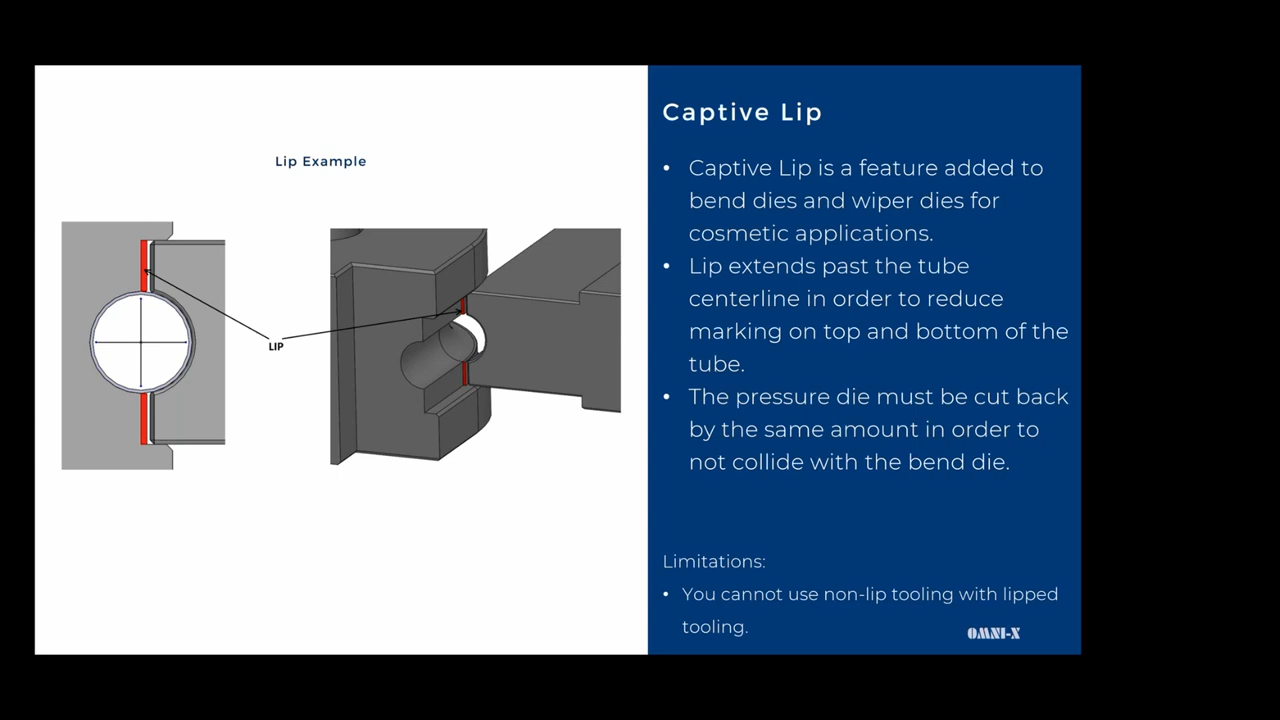 Lip Example
LIP
Captive Lip
• Captive Lip is a feature added to
bend dies and wiper dies for
cosmetic applications.
• Lip extends past the tube
centerline in order to reduce
marking on top and bottom of the
tube.
• The pressure die must be cut back
by the same amount in order to
not collide with the bend die.
Limitations:
• You cannot use non-lip tooling with lipped
tooling.
OMNI-X